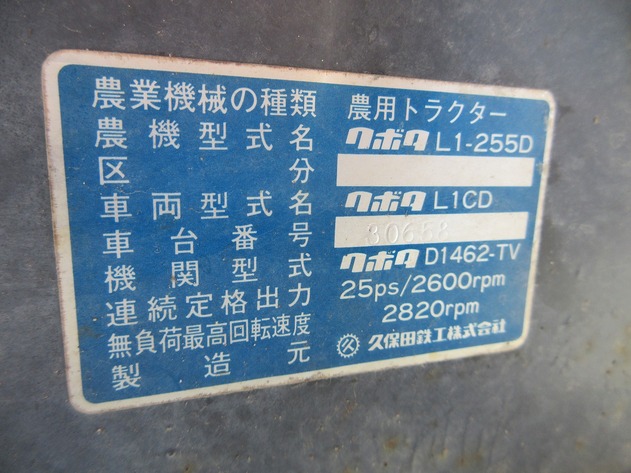 農業機械の種類 農用トラクター
農機型式名 クボタ L1-255D
区分
車両型式名 クボタ L1CD
車台番号 30658
機関型式 クボタ D1462-TV
連続定格出力 25ps/2600rpm
無負荷最高回転速度 2820rpm
製造元 久保田鉄工株式会社